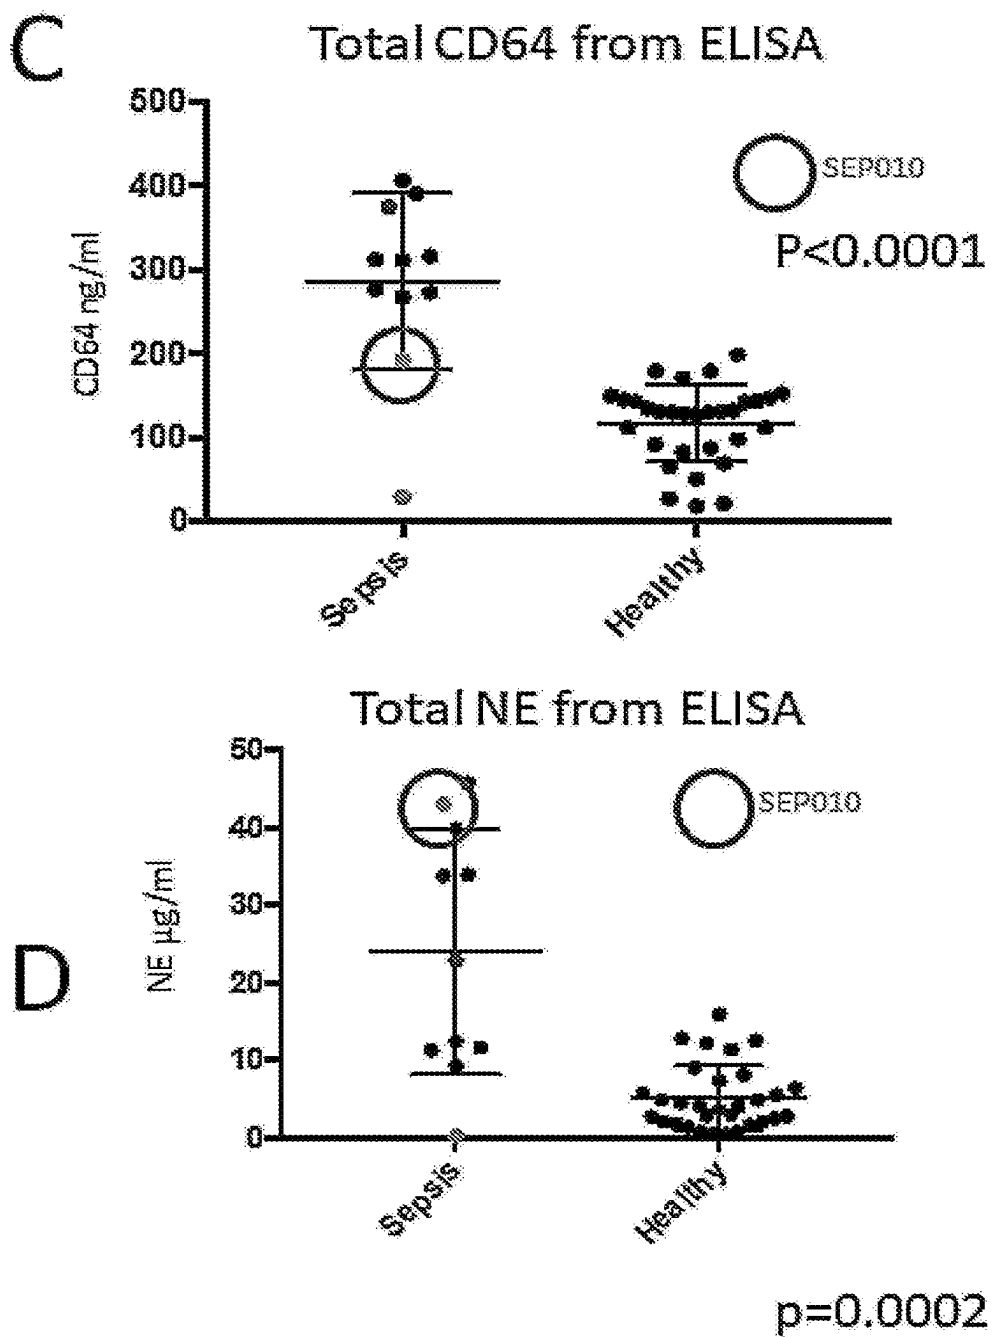 C
Total CD64 from ELISA
500
400
300
200
100
0
CD64 ng/ml
SEP010
P<0.0001
Sepsis
Healthy
D
Total NE from ELISA
50
40
30
20
10
0
NE µg/ml
SEP010
Sepsis
Healthy
p=0.0002